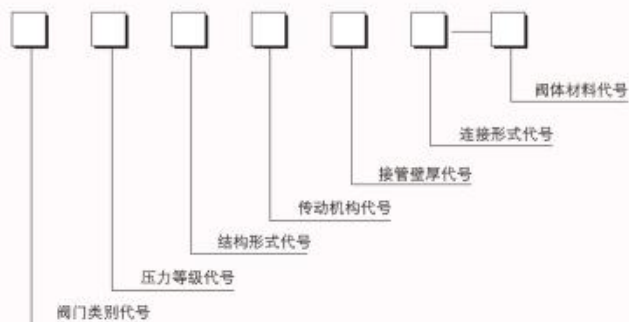 阀体材料代号
连接形式代号
接管壁厚代号
传动机构代号
结构形式代号
压力等级代号
阀门类别代号